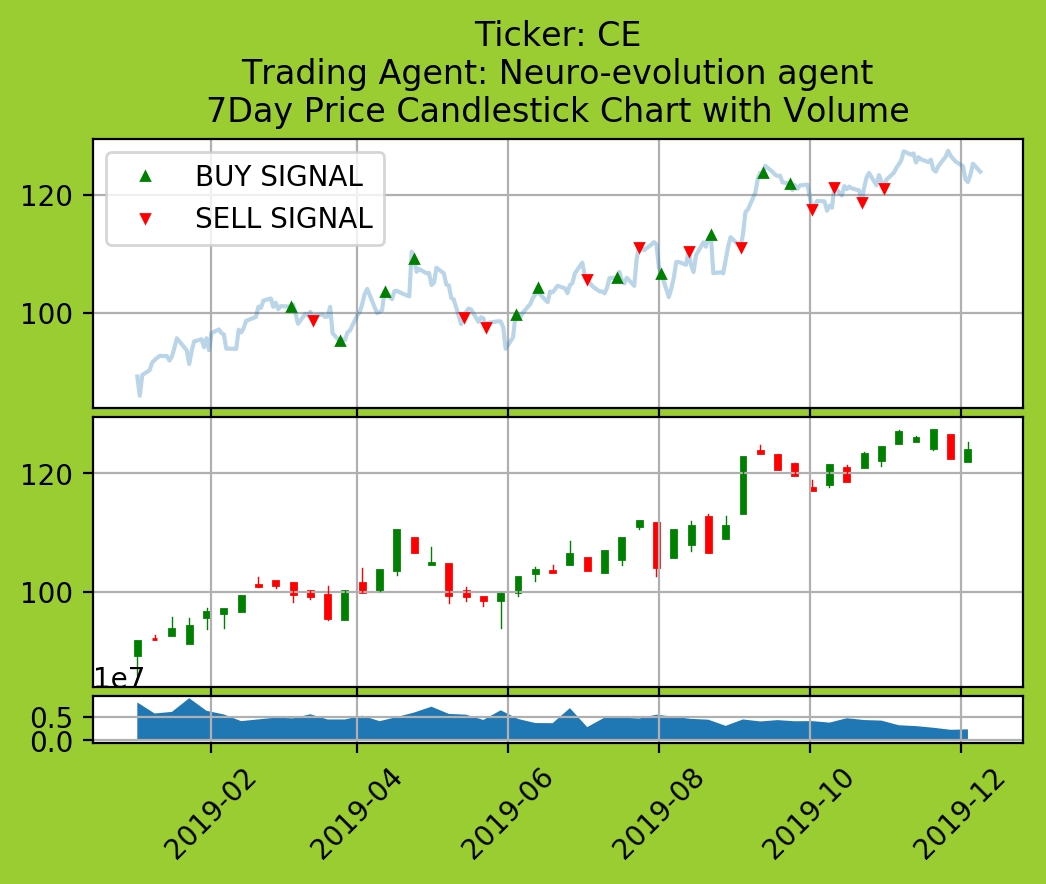 Ticker: CE
Trading Agent: Neuro-evolution agent
7Day Price Candlestick Chart with Volume
BUY SIGNAL
SELL SIGNAL
120
100
120
100
1e7
0.5
0.0
2019-02
2019-04
2019-06
2019-08
2019-10
2019-12